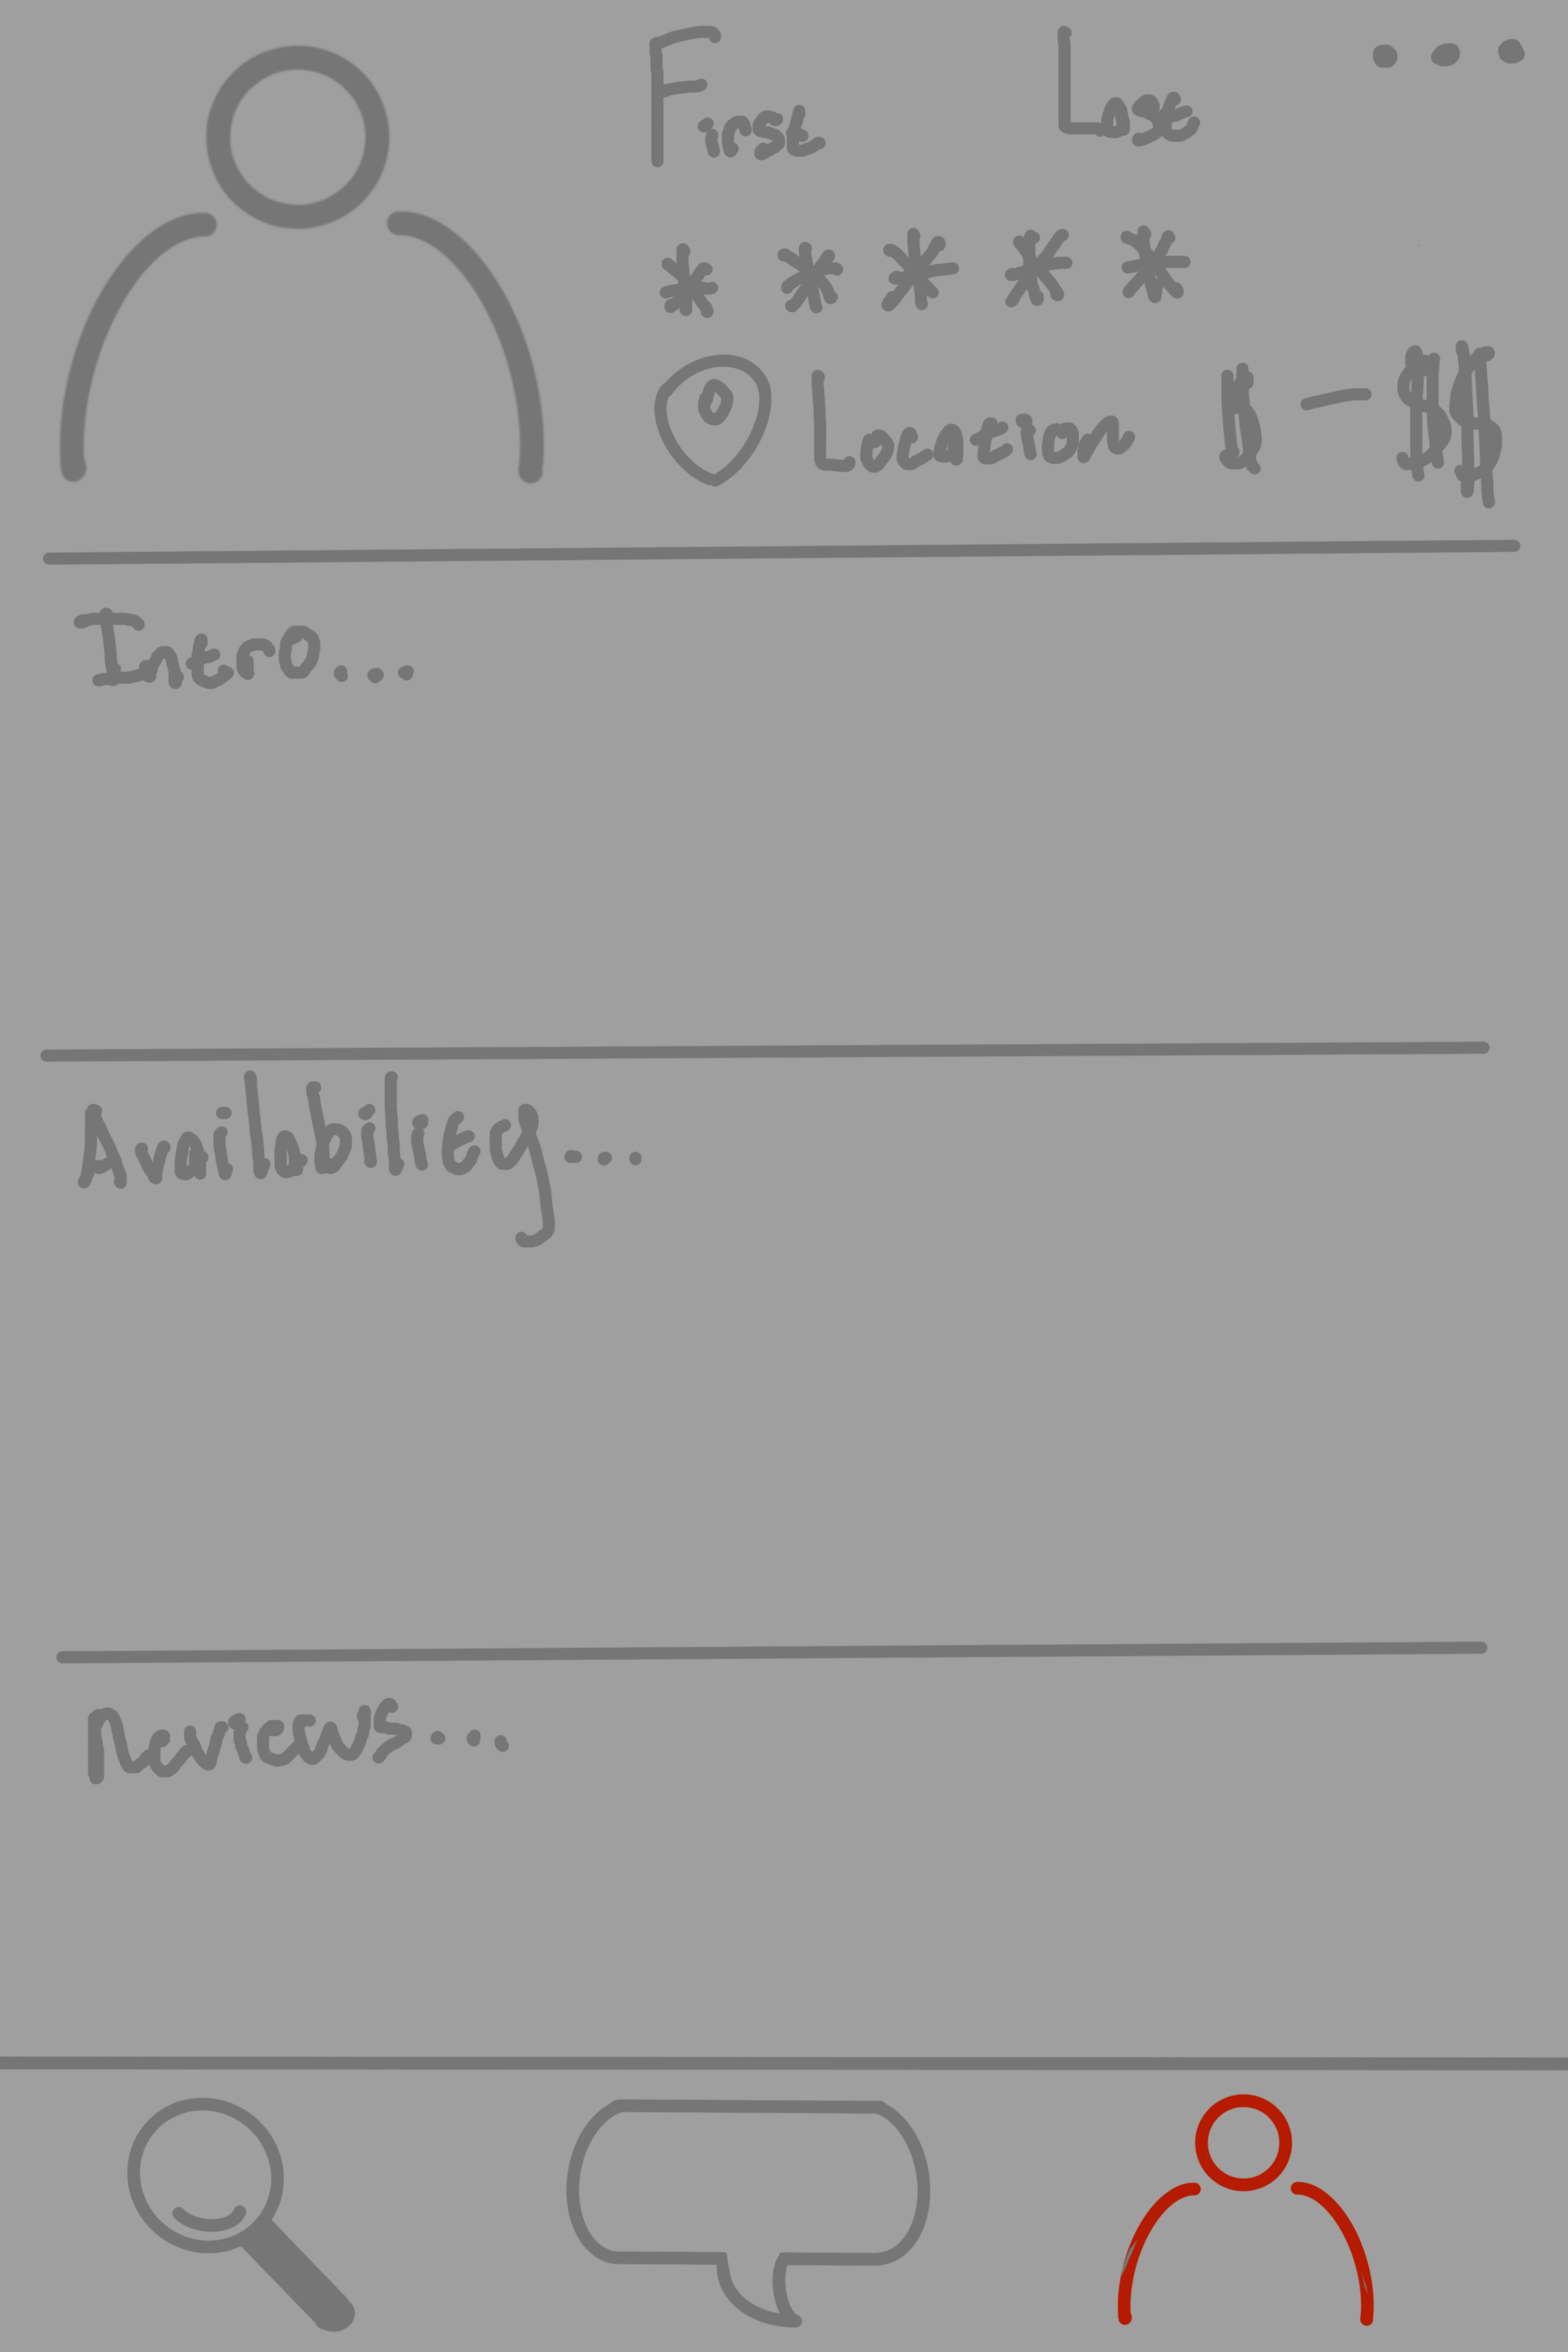 First Last ...
* * * * *
Location $ - $$
Intro...
Availability...
Reviews...